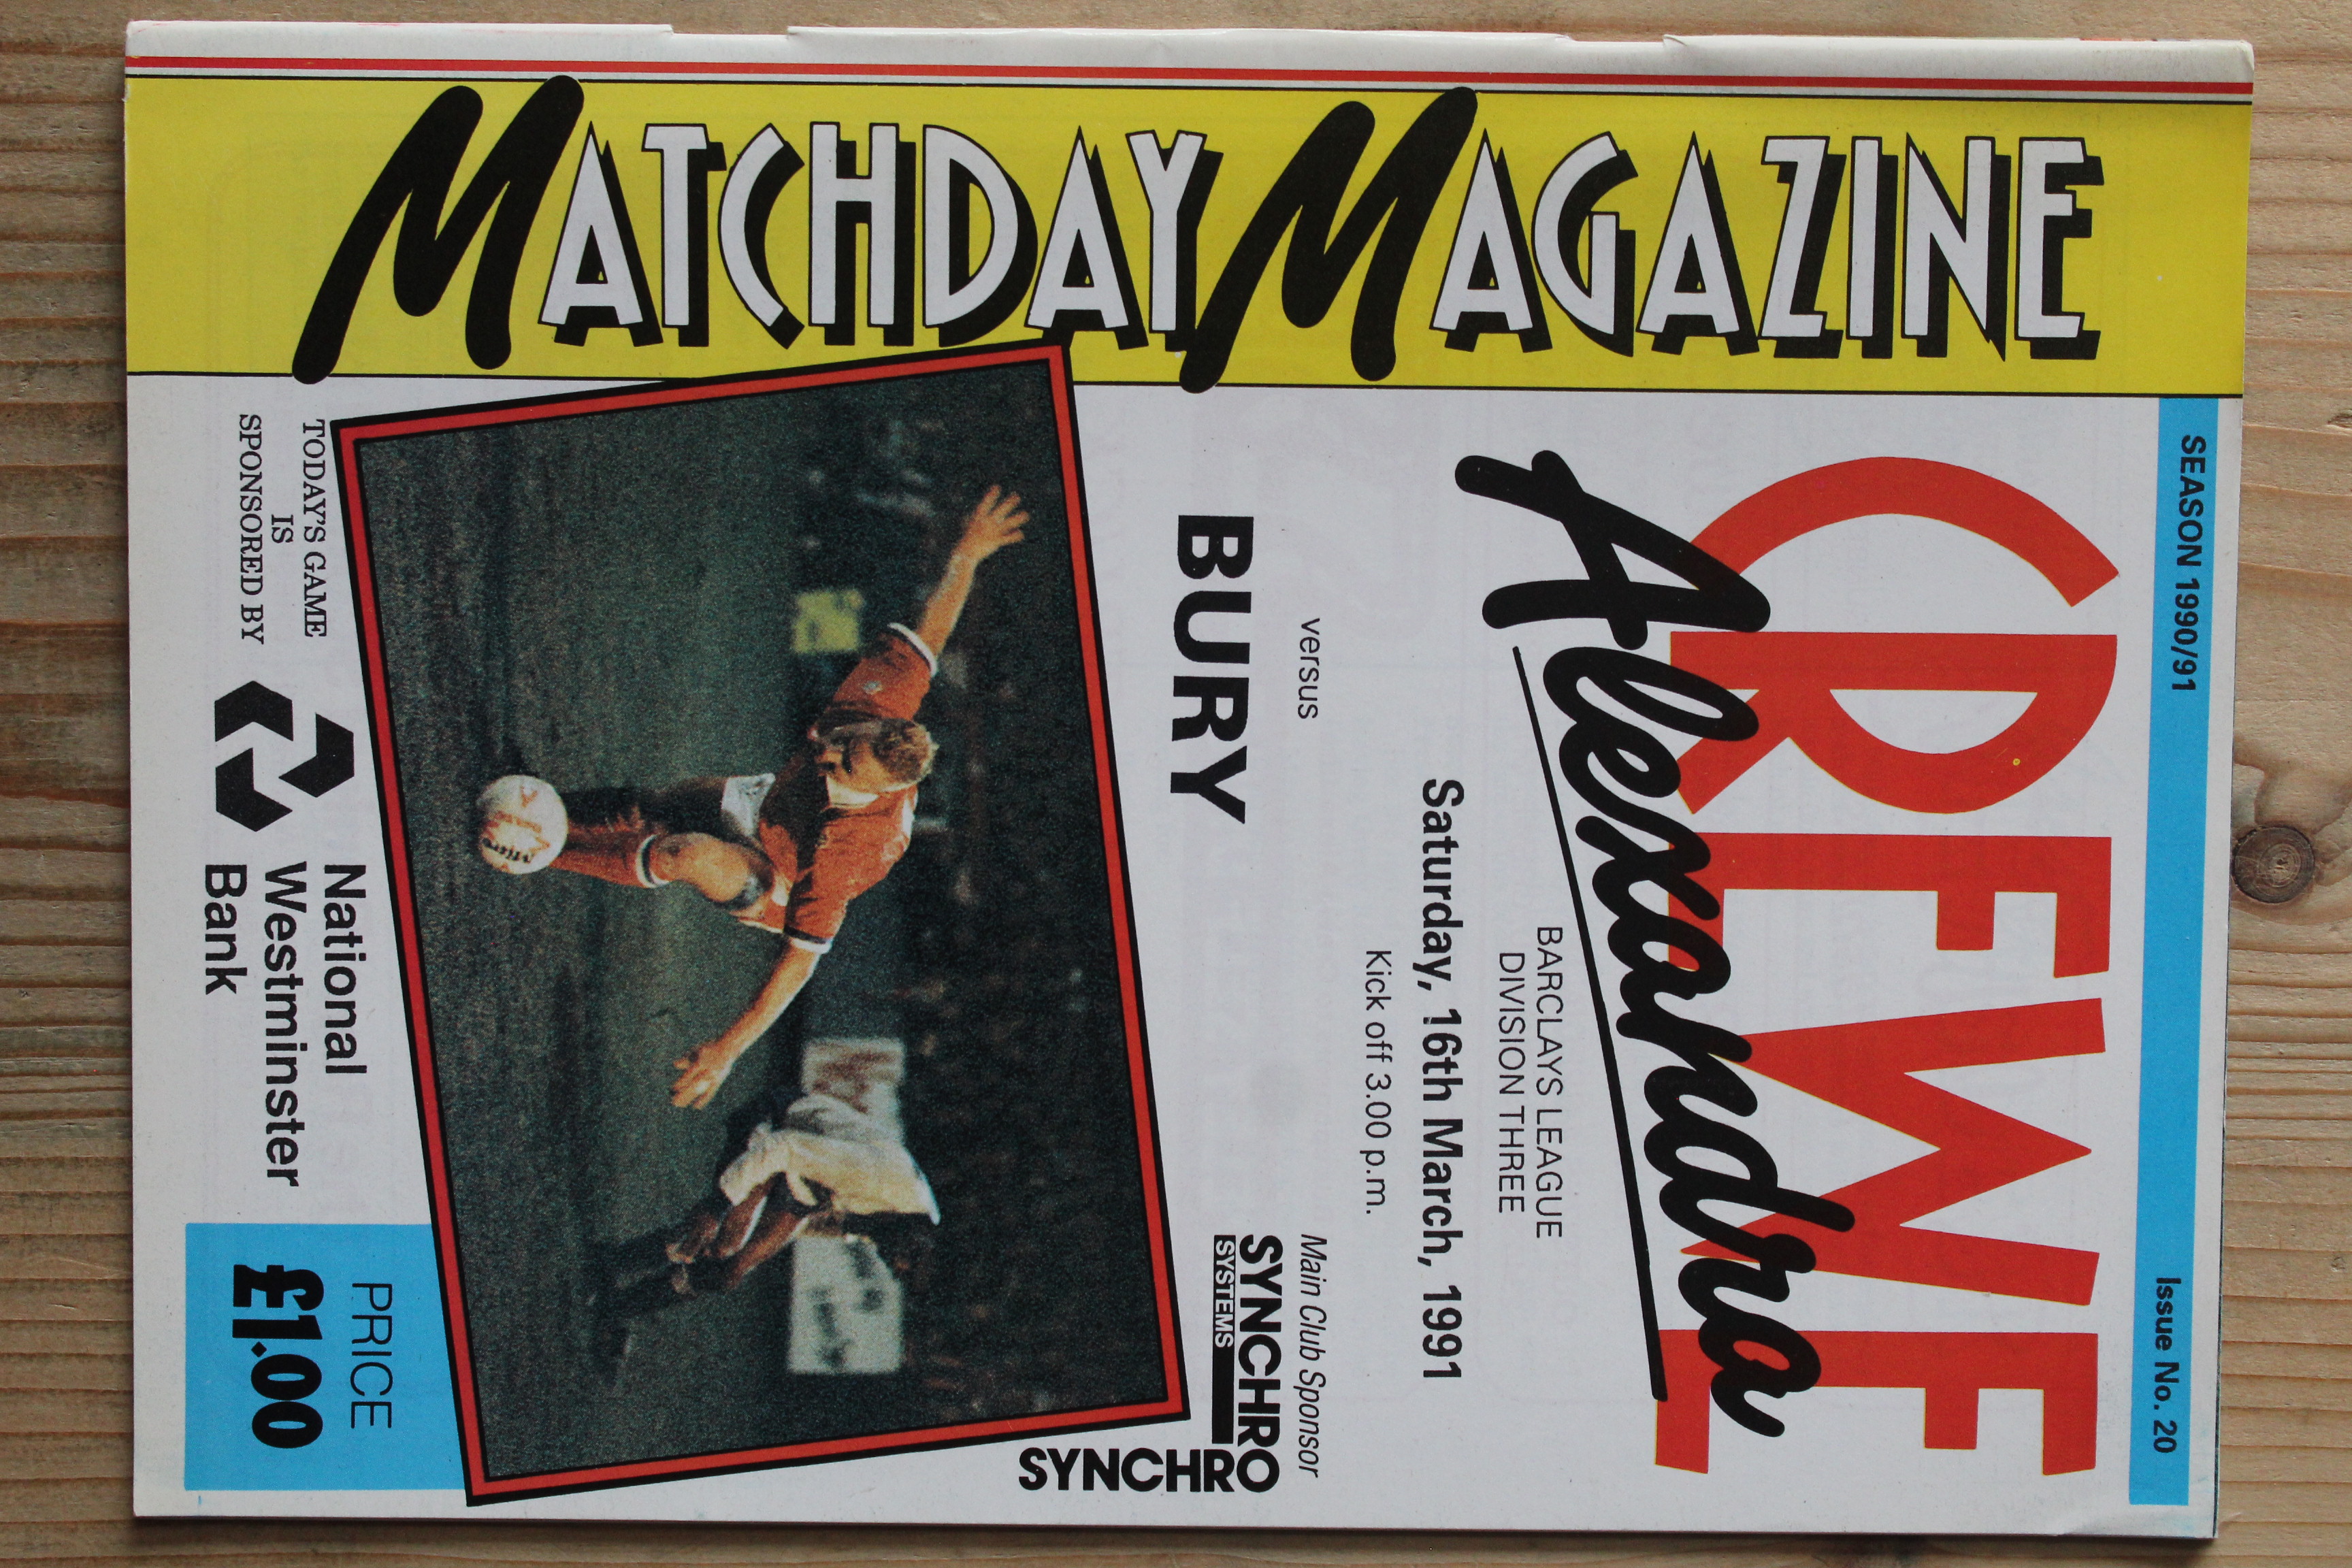 SEASON 1990/91
Issue No. 20
CREWE
Alexandra
BARCLAYS LEAGUE
DIVISION THREE
Saturday, 16th March, 1991
Kick off 3.00 p.m.
versus
BURY
Main Club Sponsor
SYNCHRO
SYSTEMS
SYNCHRO
MATCHDAY MAGAZINE
TODAY'S GAME
IS
SPONSORED BY
National
Westminster
Bank
PRICE
£1.00